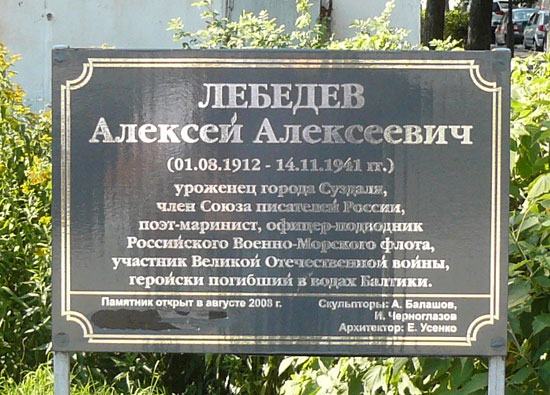 ЛЕБЕДЕВ
Алексей Алексеевич
(01.08.1912 - 14.11.1941 гг.)
уроженец города Суздаля,
член Союза писателей России,
поэт-маринист, офицер-подводник
Российского Военно-Морского флота,
участник Великой Отечественной войны,
геройски погибший в водах Балтики.
Памятник открыт в августе 2008 г.
Скульпторы: А. Балашов,
И. Черноглазов
Архитектор: Е. Усенко